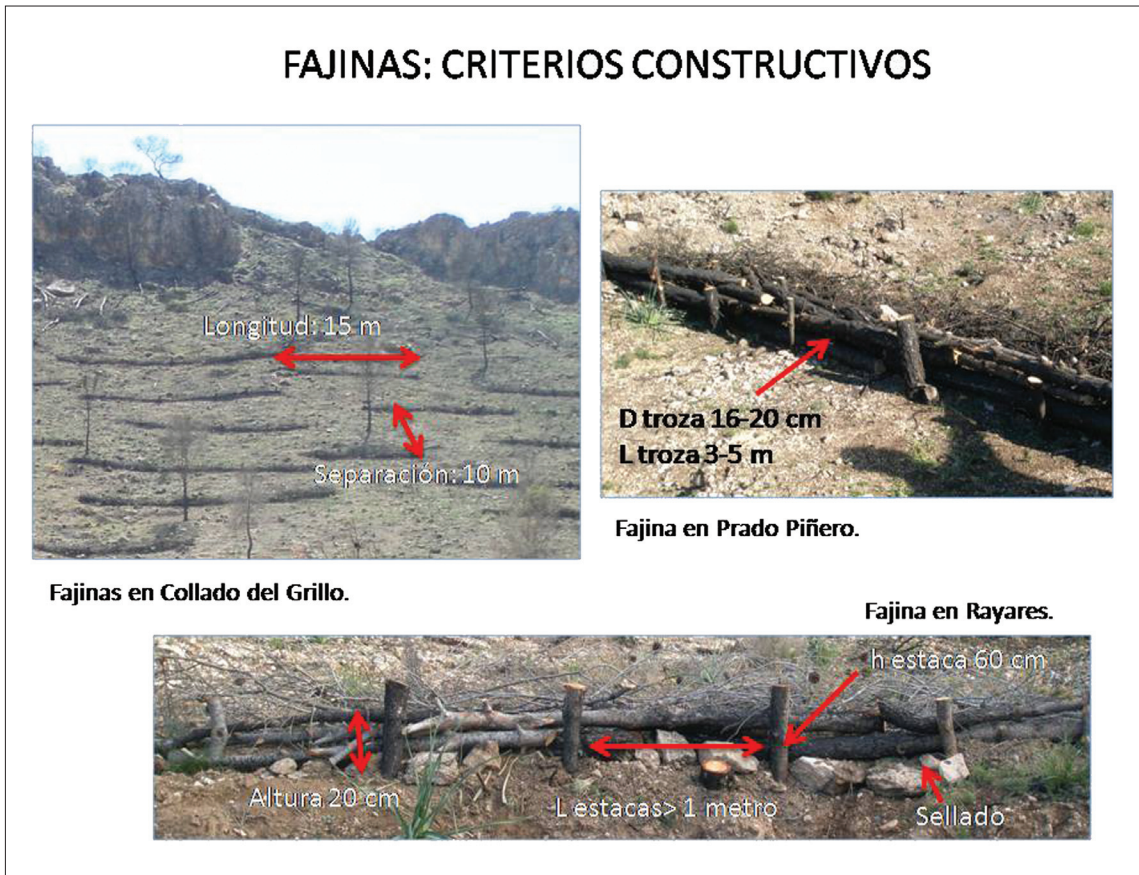 FAJINAS: CRITERIOS CONSTRUCTIVOS
Longitud: 15 m
Separación: 10 m
Fajinas en Collado del Grillo.
D troza 16-20 cm
L troza 3-5 m
Fajina en Prado Piñero.
Fajina en Rayares.
h estaca 60 cm
Altura 20 cm
L estacas> 1 metro
Sellado